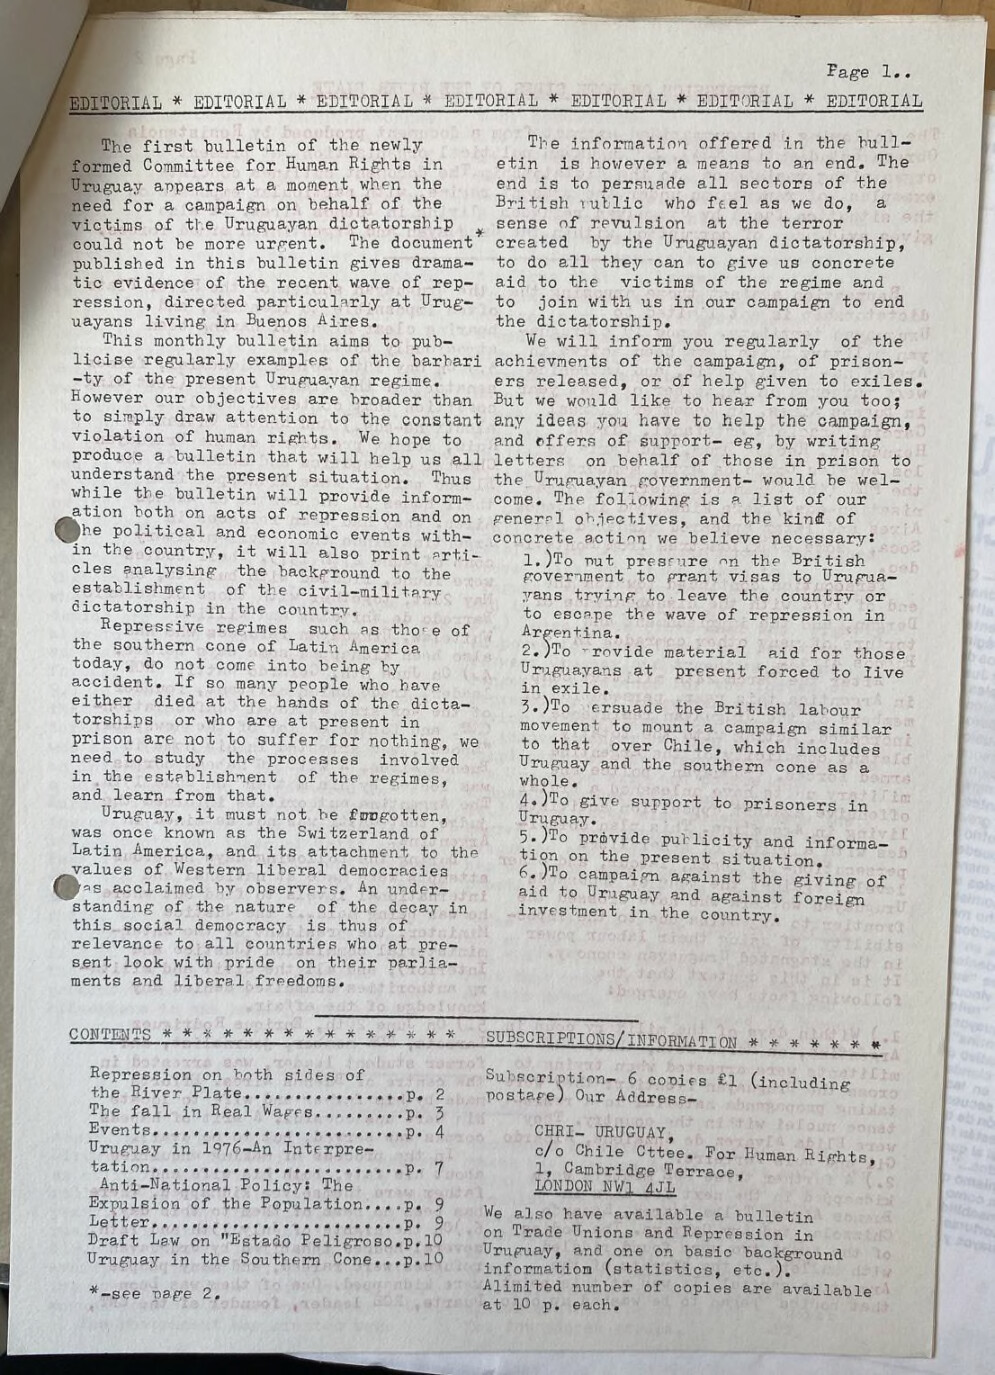 Page 1..
EDITORIAL * EDITORIAL * EDITORIAL * EDITORIAL * EDITORIAL * EDITORIAL * EDITORIAL
The first bulletin of the newly
formed Committee for Human Rights in
Uruguay appears at a moment when the
need for a campaign on behalf of the
victims of the Uruguayan dictatorship
could not be more urgent. The document*
published in this bulletin gives drama-
tic evidence of the recent wave of rep-
ression, directed particularly at Urug-
uayans living in Buenos Aires.
This monthly bulletin aims to pub-
licise regularly examples of the barbari
-ty of the present Uruguayan regime.
However our objectives are broader than
to simply draw attention to the constant
violation of human rights. We hope to
produce a bulletin that will help us all
understand the present situation. Thus
while the bulletin will provide inform-
ation both on acts of repression and on
he political and economic events with-
in the country, it will also print arti-
cles analysing the background to the
establishment of the civil-military
dictatorship in the country.
Repressive regimes such as those of
the southern cone of Latin America
today, do not come into being by
accident. If so many people who have
either died at the hands of the dicta-
torships or who are at present in
prison are not to suffer for nothing, we
need to study the processes involved
in the establishment of the regimes,
and learn from that.
Uruguay, it must not be forgotten,
was once known as the Switzerland of
Latin America, and its attachment to the
values of Western liberal democracies
as acclaimed by observers. An under-
standing of the nature of the decay in
this social democracy is thus of
relevance to all countries who at pre-
sent look with pride on their parlia-
ments and liberal freedoms.
The information offered in the bull-
etin is however a means to an end. The
end is to persuade all sectors of the
British public who feel as we do, a
sense of revulsion at the terror
created by the Uruguayan dictatorship,
to do all they can to give us concrete
aid to the victims of the regime and
to join with us in our campaign to end
the dictatorship.
We will inform you regularly of the
achievments of the campaign, of prison-
ers released, or of help given to exiles.
But we would like to hear from you too;
any ideas you have to help the campaign,
and offers of support- eg, by writing
letters on behalf of those in prison to
the Uruguayan government- would be wel-
come. The following is a list of our
general objectives, and the kind of
concrete action we believe necessary:
1.)To put pressure on the British
government to grant visas to Urugua-
yans trying to leave the country or
to escape the wave of repression in
Argentina.
2.)To rovide material aid for those
Uruguayans at present forced to live
in exile.
3.)To ersuade the British labour
movement to mount a campaign similar
to that over Chile, which includes
Uruguay and the southern cone as a
whole.
4.)To give support to prisoners in
Uruguay.
5.)To provide publicity and informa-
tion on the present situation.
6.)To campaign against the giving of
aid to Uruguay and against foreign
investment in the country.
CONTENTS * * * * * * * * * * * * * * *
Repression on both sides of
the River Plate................p. 2
The fall in Real Wages.........p. 3
Events.........................p. 4
Uruguay in 1976-An Interpre-
tation.........................p. 7
Anti-National Policy: The
Expulsion of the Population....p. 9
Letter.........................p. 9
Draft Law on "Estado Peligroso.p.10
Uruguay in the Southern Cone...p.10
*-see page 2.
SUBSCRIPTIONS/INFORMATION * * * * * * *
Subscription- 6 copies £1 (including
postage) Our Address-
CHRI- URUGUAY,
c/o Chile Cttee. For Human Rights,
1, Cambridge Terrace,
LONDON NW1 4JL
We also have available a bulletin
on Trade Unions and Repression in
Uruguay, and one on basic background
information (statistics, etc.).
Alimited number of copies are available
at 10 p. each.